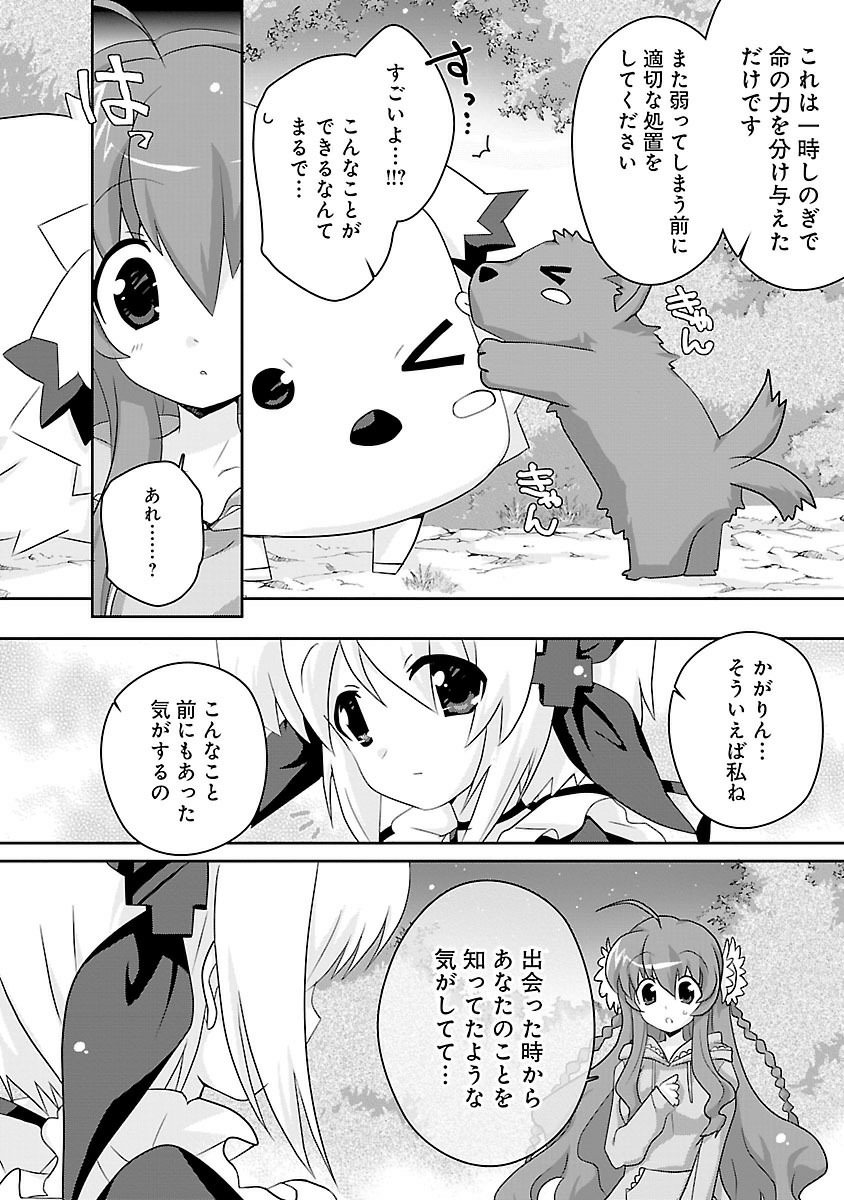 これは一時しのぎで
命の力を分け与えた
だけです
また弱ってしまう前に
適切な処置を
してください
きゅん
きゅん
すっ…
すごいよ…!!?
こんなことが
できるなんて
まるで…
はっ
あれ……?
かがりん…
そういえば私ね
こんなこと
前にもあった
気がするの
出会った時から
あなたのことを
知ってたような
気がしてて…